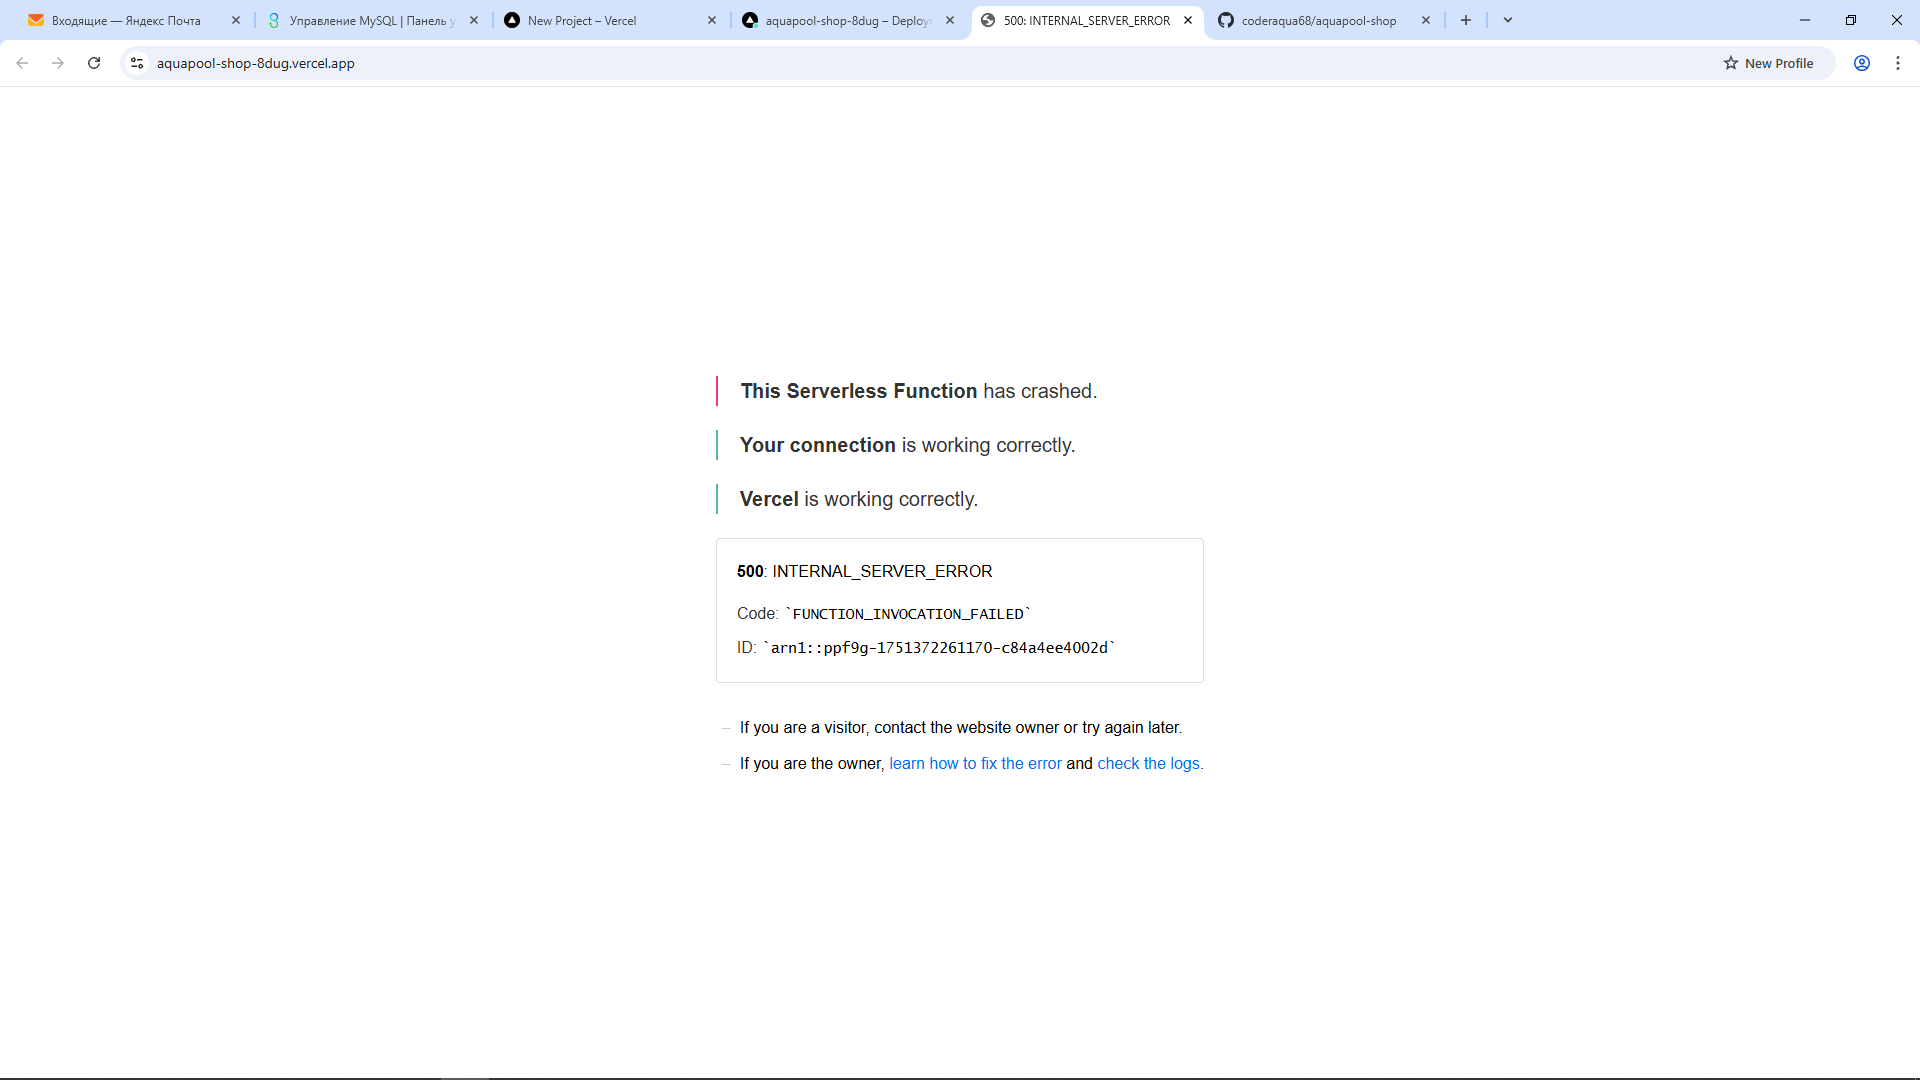 Входящие — Яндекс Почта
Управление MySQL | Панель у
New Project – Vercel
aquapool-shop-8dug – Deploym
500: INTERNAL_SERVER_ERROR
coderaqua68/aquapool-shop
aquapool-shop-8dug.vercel.app
New Profile
This Serverless Function has crashed.
Your connection is working correctly.
Vercel is working correctly.
500: INTERNAL_SERVER_ERROR
Code: `FUNCTION_INVOCATION_FAILED`
ID: `arn1::ppf9g-1751372261170-c84a4ee4002d`
If you are a visitor, contact the website owner or try again later.
If you are the owner, learn how to fix the error and check the logs.